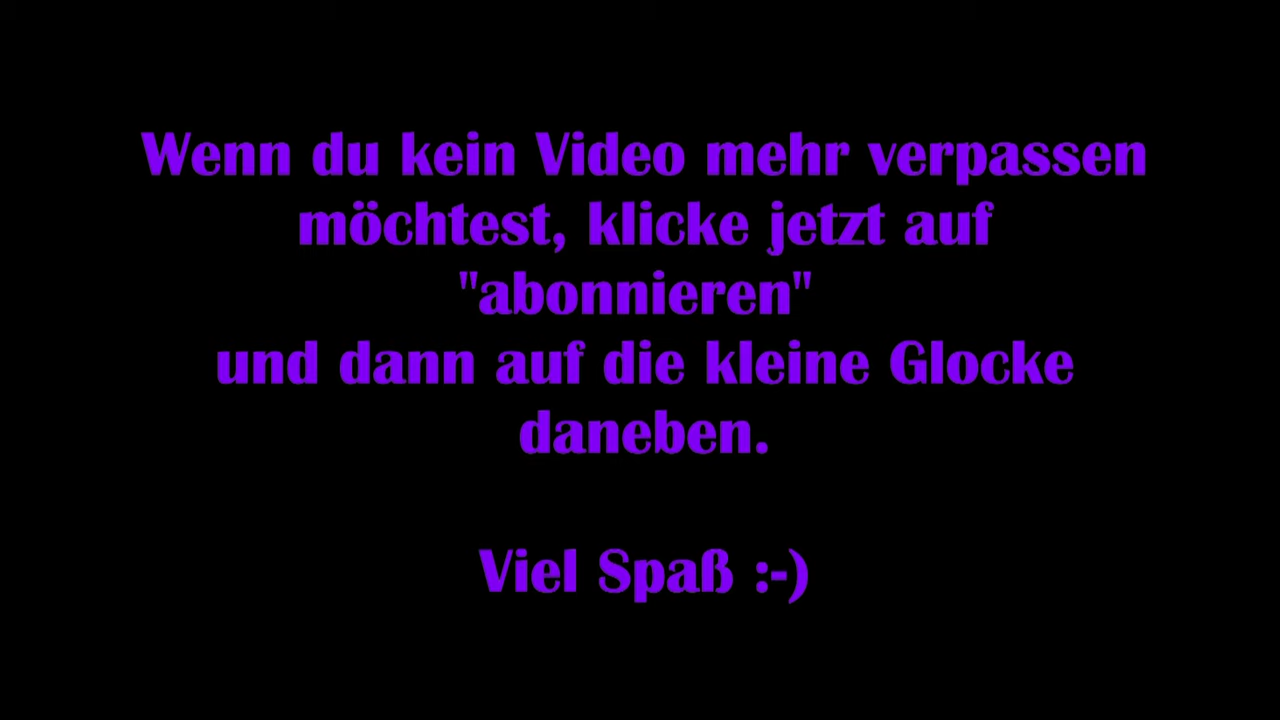 Wenn du kein Video mehr verpassen
möchtest, klicke jetzt auf
"abonnieren"
und dann auf die kleine Glocke
daneben.
Viel Spaß :-)